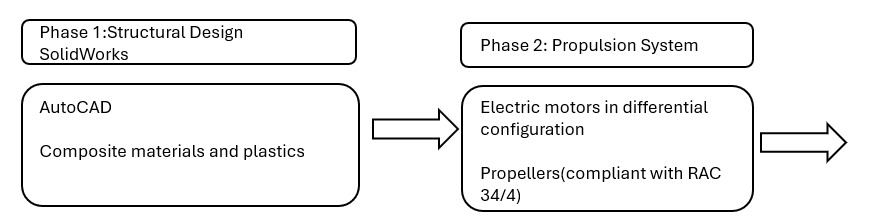 Phase 1:Structural Design
SolidWorks
AutoCAD
Composite materials and plastics
Phase 2: Propulsion System
Electric motors in differential
configuration
Propellers(compliant with RAC
34/4)